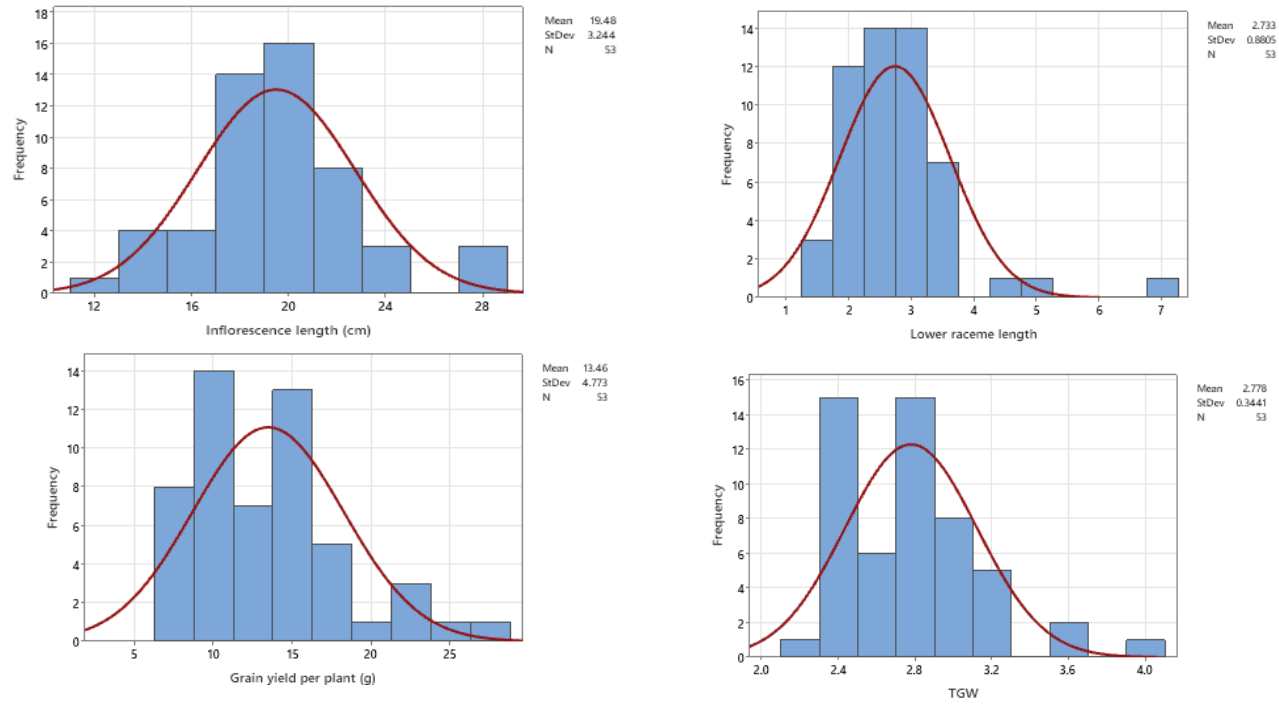 18
16
14
12
10
8
6
4
2
0
Frequency
12 16 20 24 28
Inflorescence length (cm)
Mean 19.48
StDev 3.244
N 53
14
12
10
8
6
4
2
0
Frequency
1 2 3 4 5 6 7
Lower raceme length
Mean 2.733
StDev 0.8805
N 53
14
12
10
8
6
4
2
0
Frequency
5 10 15 20 25
Grain yield per plant (g)
Mean 13.46
StDev 4.773
N 53
16
14
12
10
8
6
4
2
0
Frequency
2.0 2.4 2.8 3.2 3.6 4.0
TGW
Mean 2.778
StDev 0.3441
N 53